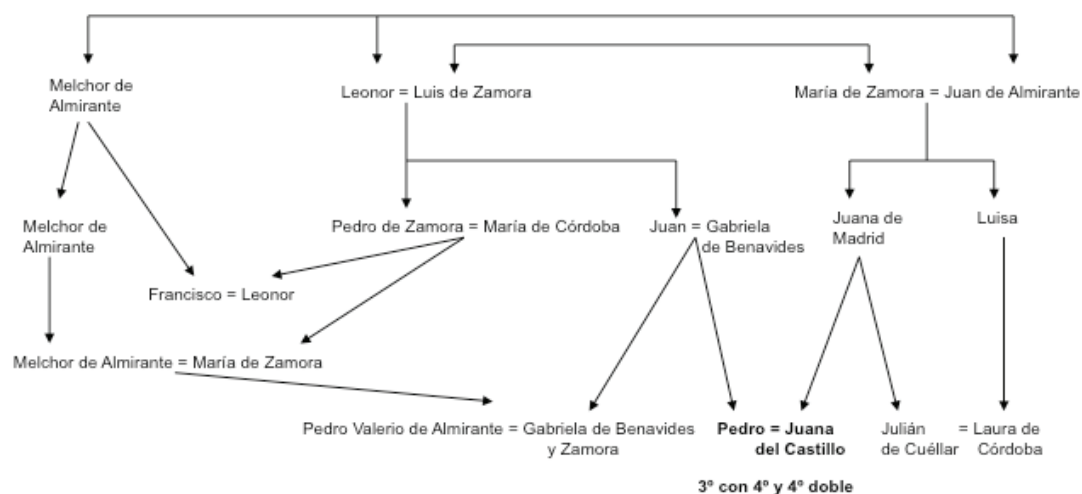 Melchor de
Almirante
Leonor = Luis de Zamora
María de Zamora = Juan de Almirante
Melchor de
Almirante
Pedro de Zamora = María de Córdoba
Juan = Gabriela
de Benavides
Juana de
Madrid
Luisa
Francisco = Leonor
Melchor de Almirante = María de Zamora
Pedro Valerio de Almirante = Gabriela de Benavides
y Zamora
Pedro = Juana
del Castillo
Julián
de Cuéllar
= Laura de
Córdoba
3º con 4º y 4º doble